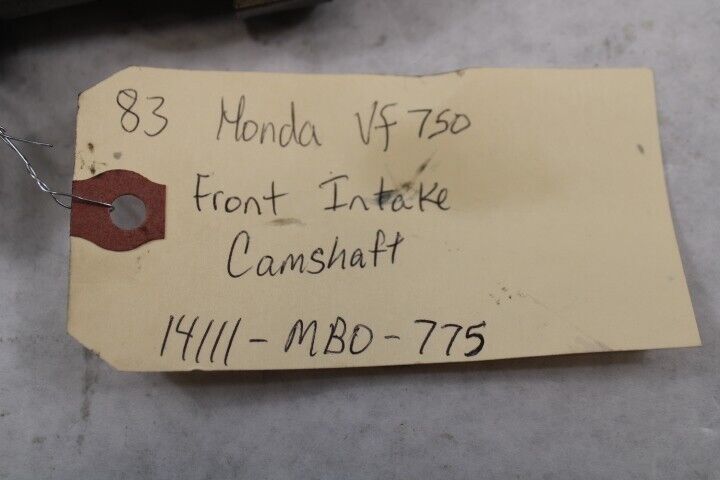 83 Honda Vf 750
Front Intake
Camshaft
14111-MB0-775